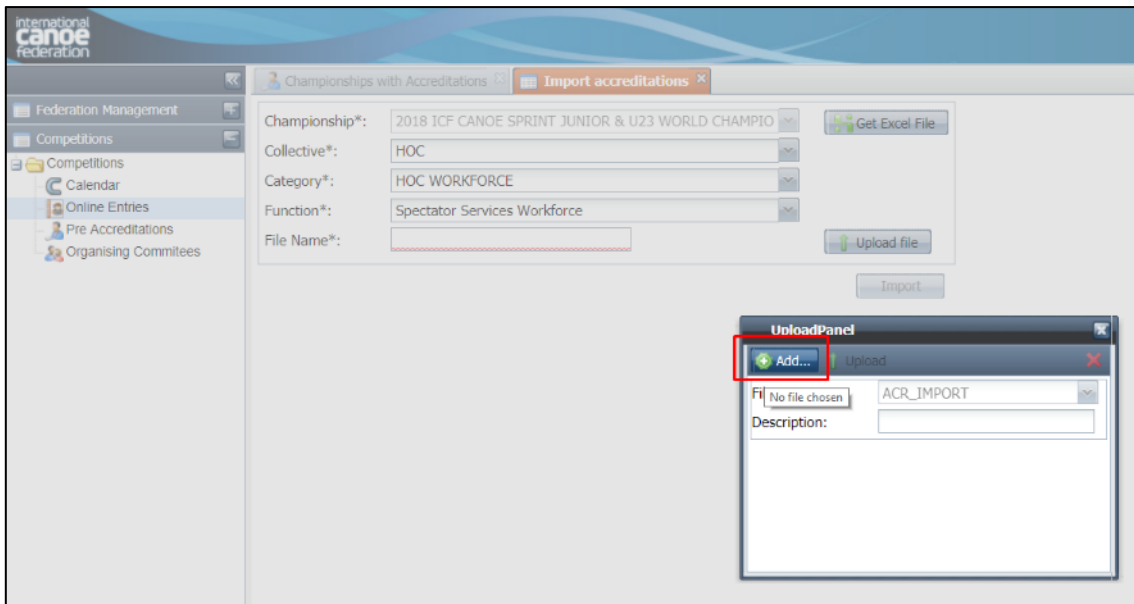 international
canoe
federation
Championships with Accreditations
Import accreditations
Federation Management
Competitions
Competitions
Calendar
Online Entries
Pre Accreditations
Organising Commitees
Championship*: 2018 ICF CANOE SPRINT JUNIOR & U23 WORLD CHAMPIO
Get Excel File
Collective*: HOC
Category*: HOC WORKFORCE
Function*: Spectator Services Workforce
File Name*:
Upload file
Import
UploadPanel
Add... Upload
Fi
No file chosen
ACR_IMPORT
Description: